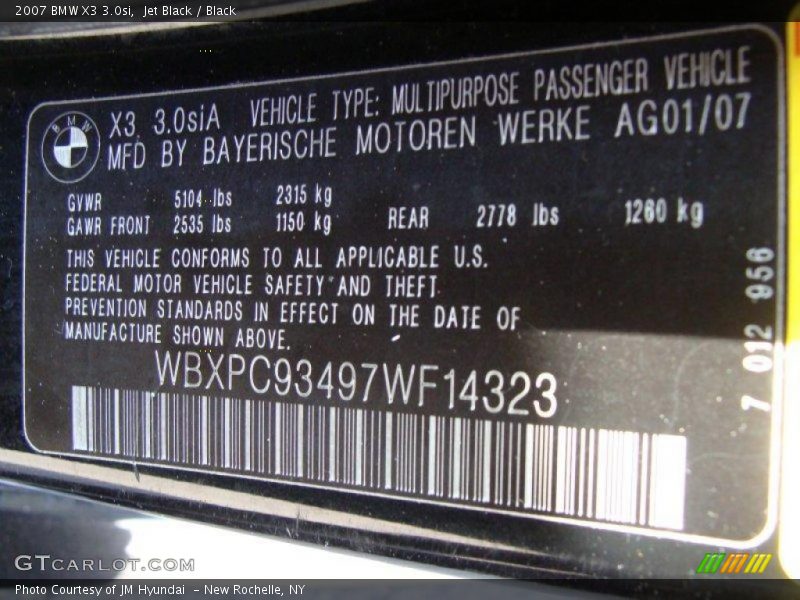 2007 BMW X3 3.0si, Jet Black / Black
BMW
X3 3.0siA VEHICLE TYPE: MULTIPURPOSE PASSENGER VEHICLE
MFD BY BAYERISCHE MOTOREN WERKE AG01/07
GVWR 5104 lbs 2315 kg
GAWR FRONT 2535 lbs 1150 kg REAR 2778 lbs 1260 kg
THIS VEHICLE CONFORMS TO ALL APPLICABLE U.S.
FEDERAL MOTOR VEHICLE SAFETY AND THEFT
PREVENTION STANDARDS IN EFFECT ON THE DATE OF
MANUFACTURE SHOWN ABOVE.
WBXPC93497WF14323
7 012 956
GTCARLOT.COM
Photo Courtesy of JM Hyundai - New Rochelle, NY